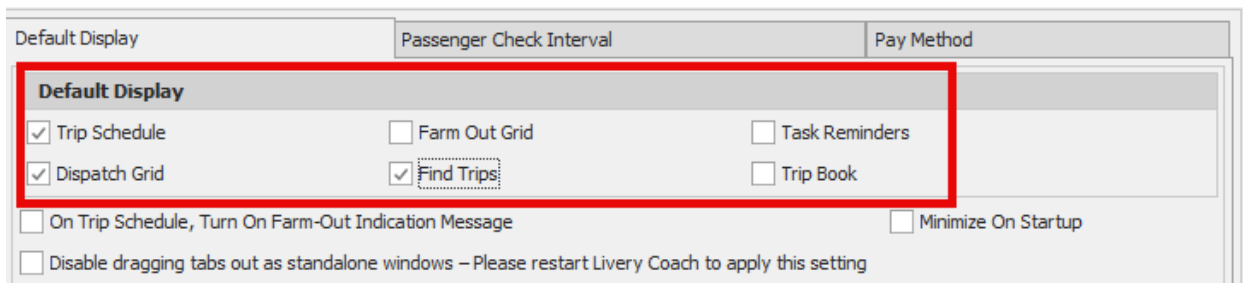 Default Display Passenger Check Interval Pay Method
Default Display
Trip Schedule Farm Out Grid Task Reminders
Dispatch Grid Find Trips Trip Book
On Trip Schedule, Turn On Farm-Out Indication Message Minimize On Startup
Disable dragging tabs out as standalone windows – Please restart Livery Coach to apply this setting